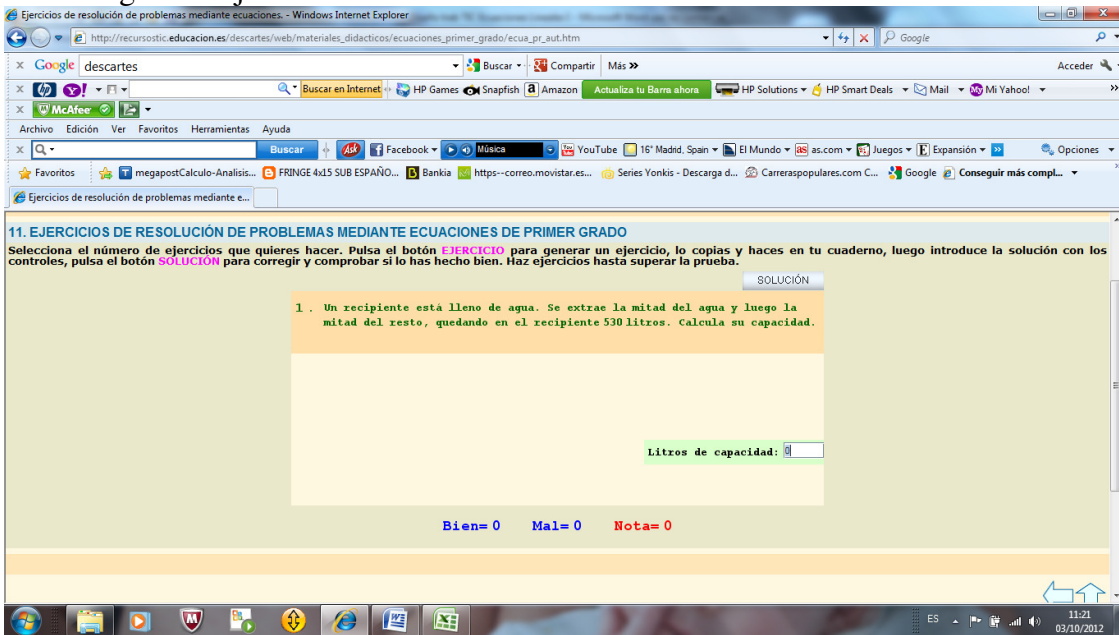 Ejercicios de resolución de problemas mediante ecuaciones. - Windows Internet Explorer
http://recursostic.educacion.es/descartes/web/materiales_didacticos/ecuaciones_primer_grado/ecua_pr_aut.htm
Google
x Google descartes Buscar Compartir Más >> Acceder
x hp Y! Buscar en Internet HP Games Snapfish a Amazon Actualiza tu Barra ahora HP Solutions HP Smart Deals Mail Mi Yahoo! >>
x McAfee
Archivo Edición Ver Favoritos Herramientas Ayuda
x Buscar Ask Facebook Música YouTube 16° Madrid, Spain El Mundo as as.com Juegos E Expansión >> Opciones
Favoritos megapostCalculo-Analisis... FRINGE 4x15 SUB ESPAÑO... Bankia https--correo.movistar.es... Series Yonkis - Descarga d... Carreraspopulares.com C... Google Conseguir más compl...
Ejercicios de resolución de problemas mediante e...
11. EJERCICIOS DE RESOLUCIÓN DE PROBLEMAS MEDIANTE ECUACIONES DE PRIMER GRADO
Selecciona el número de ejercicios que quieres hacer. Pulsa el botón EJERCICIO para generar un ejercicio, lo copias y haces en tu cuaderno, luego introduce la solución con los
controles, pulsa el botón SOLUCIÓN para corregir y comprobar si lo has hecho bien. Haz ejercicios hasta superar la prueba.
SOLUCIÓN
1 . Un recipiente está lleno de agua. Se extrae la mitad del agua y luego la
mitad del resto, quedando en el recipiente 530 litros. Calcula su capacidad.
Litros de capacidad: 0
Bien= 0 Mal= 0 Nota= 0
ES 11:21
03/10/2012